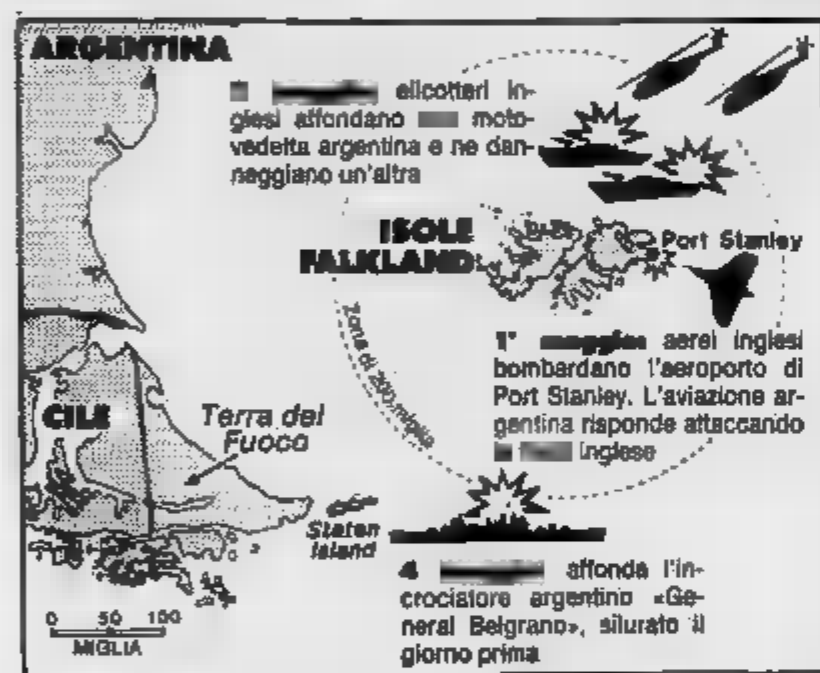 ARGENTINA
elicotteri in-
glesi affondano moto-
vedetta argentina e ne dan-
neggiano un'altra
ISOLE
FALKLAND
Port Stanley
Zona di 200 miglia
1° maggio: aerei inglesi
bombardano l'aeroporto di
Port Stanley. L'aviazione ar-
gentina risponde attaccando
inglese
CILE
Terra del
Fuoco
Staten
Island
4 affonda l'in-
crociatore argentino «Ge-
neral Belgrano», silurato il
giorno prima
0 50 100
MIGLIA